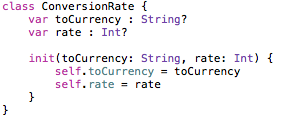 class ConversionRate {
    var toCurrency : String?
    var rate : Int?

    init(toCurrency: String, rate: Int) {
        self.toCurrency = toCurrency
        self.rate = rate
    }
}